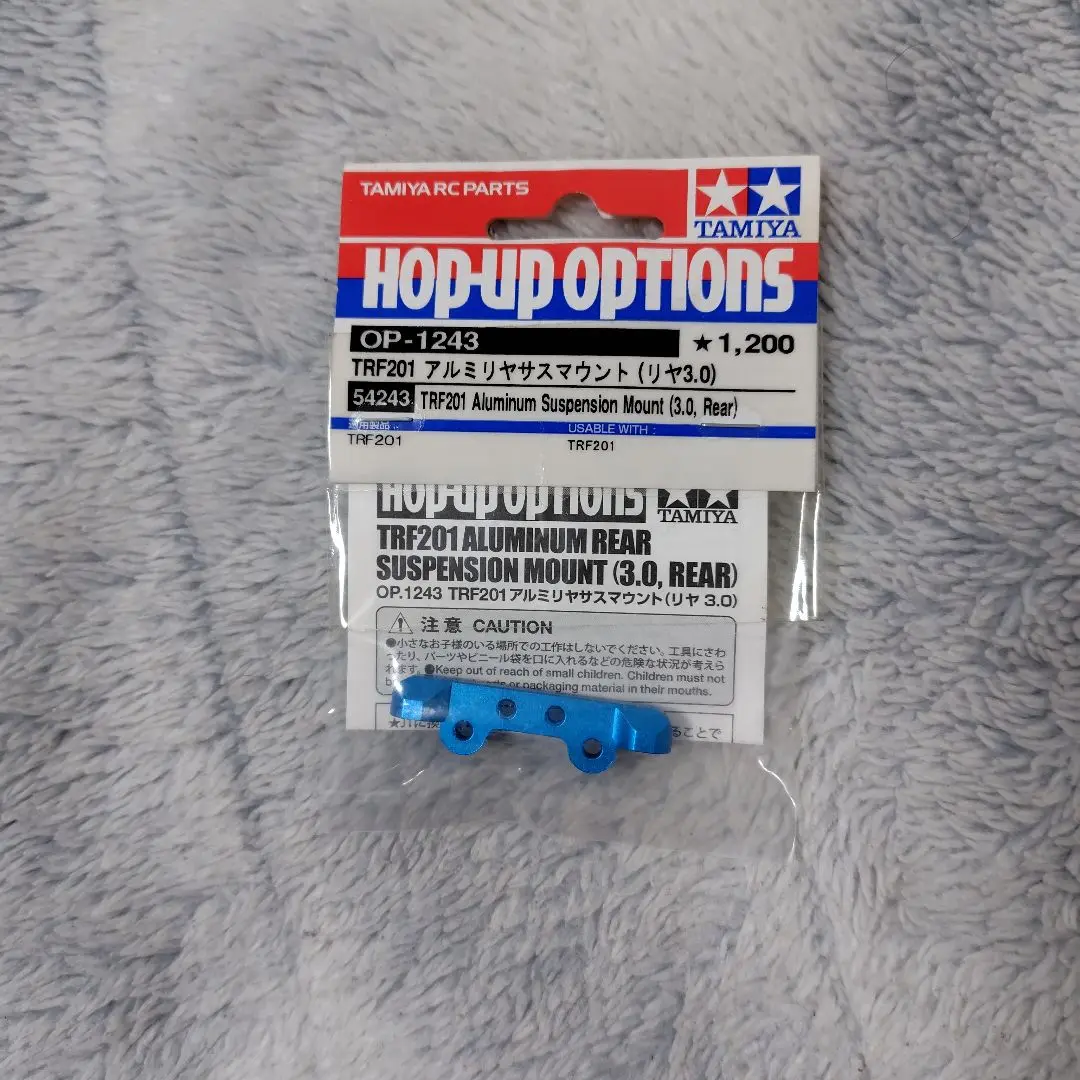 TAMIYA RC PARTS
TAMIYA
HOP-UP OPTIONS
OP-1243
★1,200
TRF201 アルミリヤサスマウント (リヤ3.0)
54243 TRF201 Aluminum Suspension Mount (3.0, Rear)
USABLE WITH :
TRF201
TRF201
HOP-UP OPTIONS
TAMIYA
TRF201 ALUMINUM REAR
SUSPENSION MOUNT (3.0, REAR)
OP.1243 TRF201アルミリヤサスマウント(リヤ 3.0)
注意 CAUTION
●小さなお子様のいる場所での工作はしないでください。工具にさわ
ったり、パーツやビニール袋を口に入れるなどの危険な状況が考えら
れます。●Keep out of reach of small children. Children must not
or packaging material in their mouths.
ることで